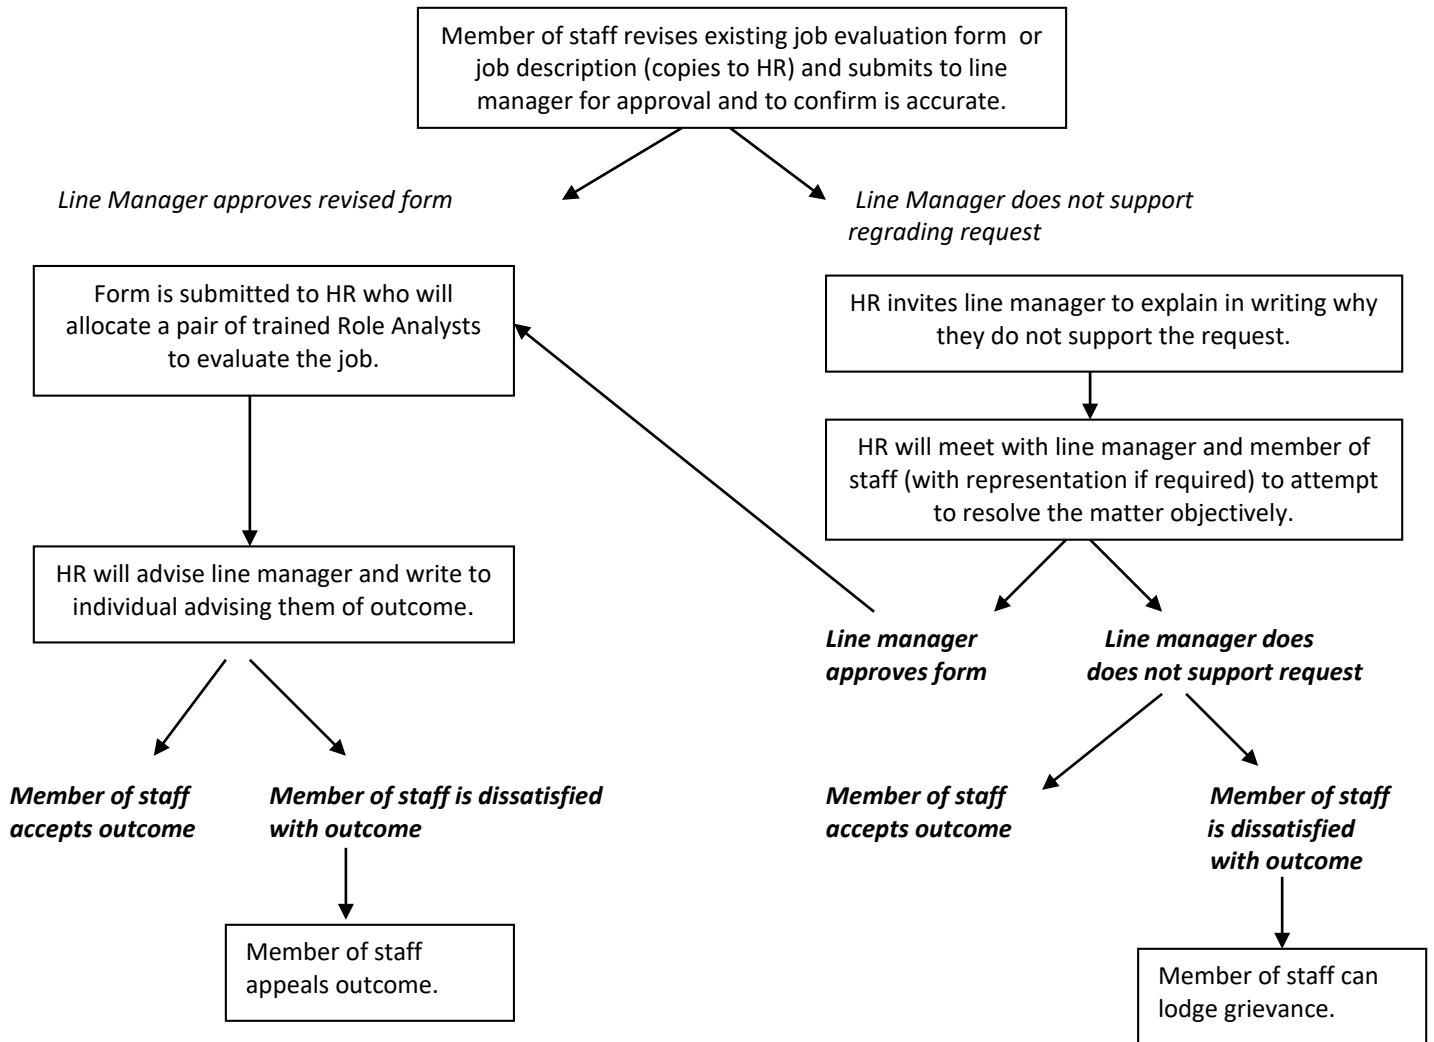 Member of staff revises existing job evaluation form or
job description (copies to HR) and submits to line
manager for approval and to confirm is accurate.
Line Manager approves revised form
Line Manager does not support
regrading request
Form is submitted to HR who will
allocate a pair of trained Role Analysts
to evaluate the job.
HR invites line manager to explain in writing why
they do not support the request.
HR will meet with line manager and member of
staff (with representation if required) to attempt
to resolve the matter objectively.
HR will advise line manager and write to
individual advising them of outcome.
Line manager
approves form
Line manager does
does not support request
Member of staff
accepts outcome
Member of staff is dissatisfied
with outcome
Member of staff
accepts outcome
Member of staff
is dissatisfied
with outcome
Member of staff
appeals outcome.
Member of staff can
lodge grievance.